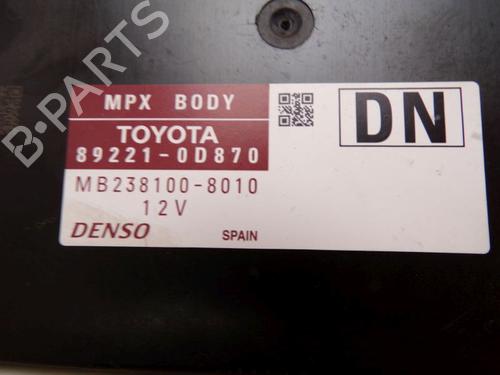 MPX BODY
TOYOTA
89221-0D870
MB238100-8010
12V
DENSO
SPAIN
DN
B-PARTS